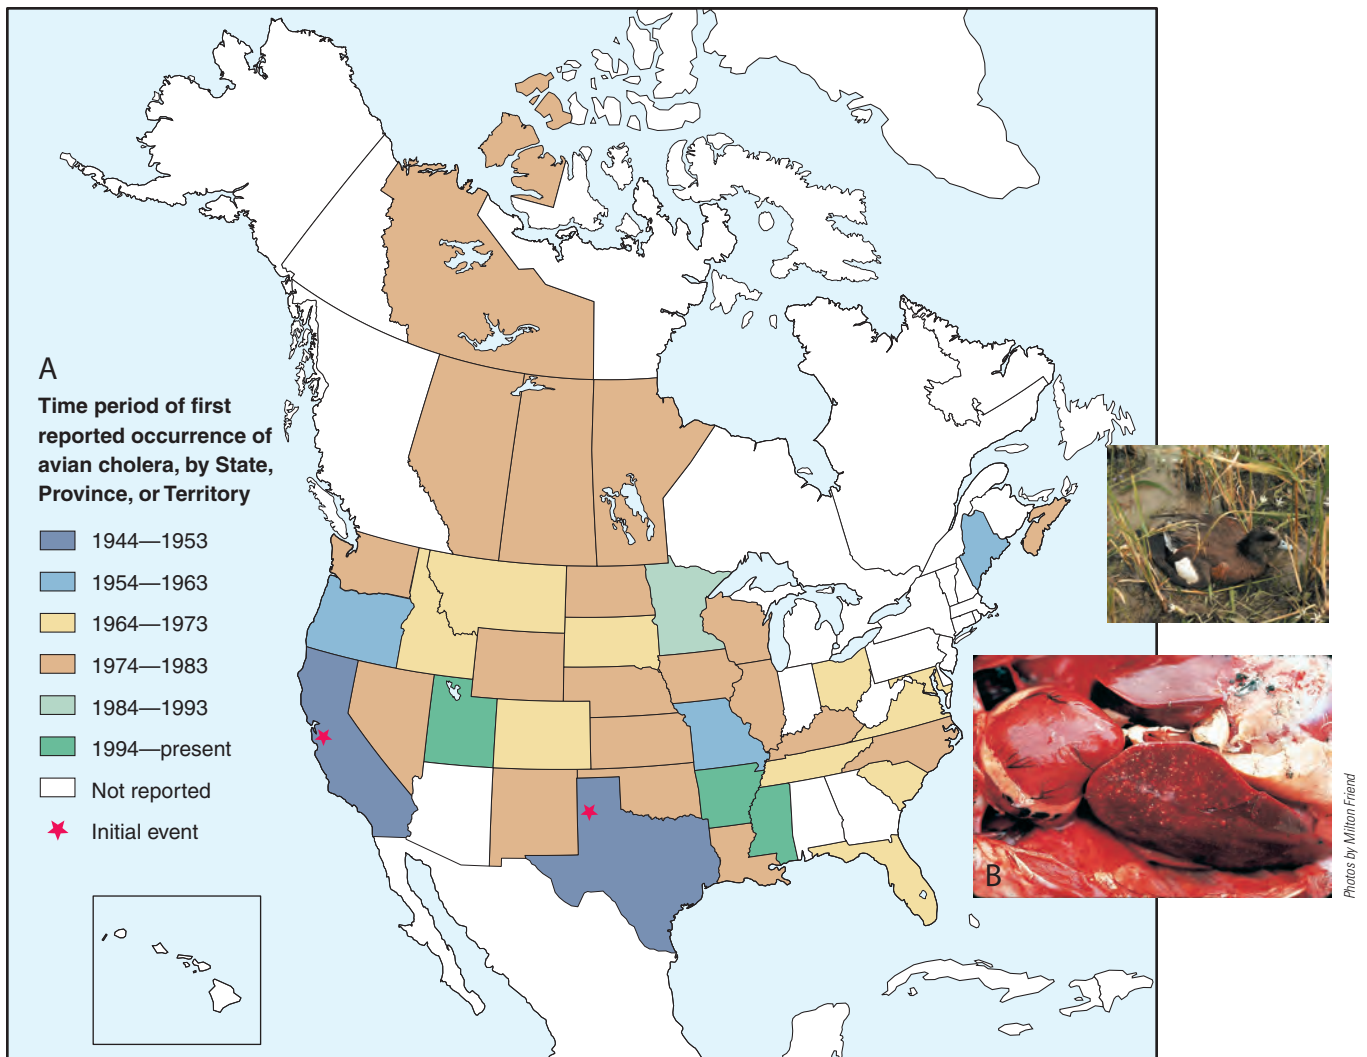 A
Time period of first
reported occurrence of
avian cholera, by State,
Province, or Territory
1944—1953
1954—1963
1964—1973
1974—1983
1984—1993
1994—present
Not reported
Initial event
B
Photos by Milton Friend